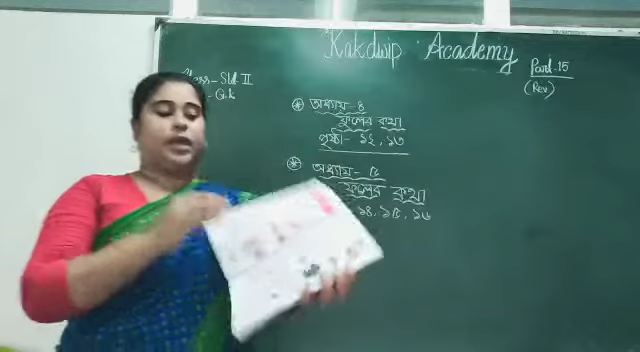 Kakdwip Academy
Part-15
(Rev)
Class - Std-II
- G.K
অধ্যায় - ৪
ফুলের কথা
পৃষ্ঠা - ১২, ১৩
অধ্যায় - ৫
ফলের কথা
১৪, ১৫, ১৬